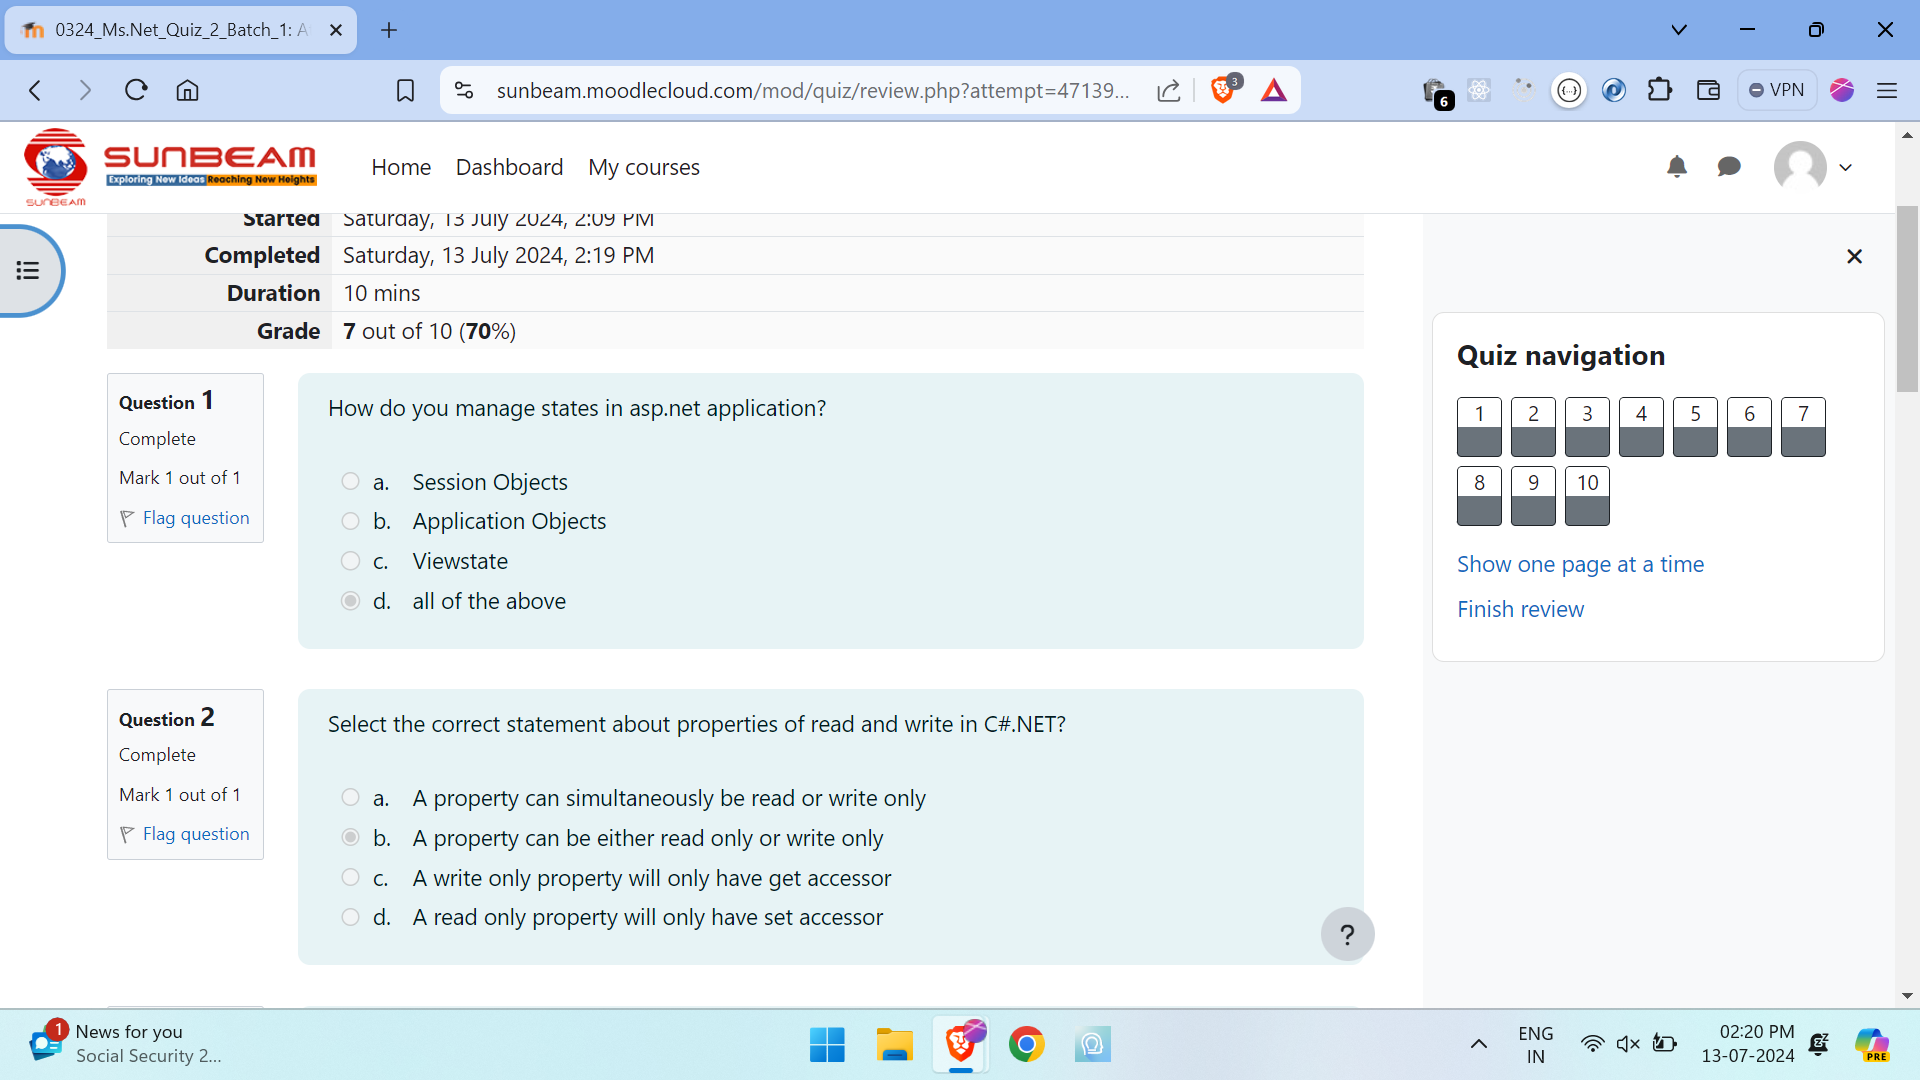 0324_Ms.Net_Quiz_2_Batch_1: A
sunbeam.moodlecloud.com/mod/quiz/review.php?attempt=47139...
3
6
VPN
SUNBEAM
SUNBEAM
Exploring New Ideas Reaching New Heights
Home Dashboard My courses
Started Saturday, 13 July 2024, 2:09 PM
Completed Saturday, 13 July 2024, 2:19 PM
Duration 10 mins
Grade 7 out of 10 (70%)
Question 1
Complete
Mark 1 out of 1
Flag question
How do you manage states in asp.net application?
a. Session Objects
b. Application Objects
c. Viewstate
d. all of the above
Question 2
Complete
Mark 1 out of 1
Flag question
Select the correct statement about properties of read and write in C#.NET?
a. A property can simultaneously be read or write only
b. A property can be either read only or write only
c. A write only property will only have get accessor
d. A read only property will only have set accessor
?
Quiz navigation
1 2 3 4 5 6 7
8 9 10
Show one page at a time
Finish review
1
News for you
Social Security 2...
ENG
IN
02:20 PM
13-07-2024
PRE